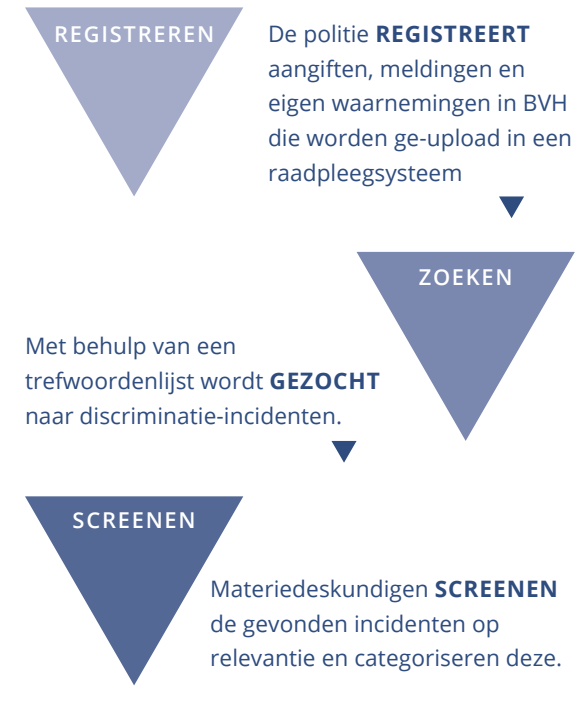 REGISTREREN
De politie REGISTREERT
aangiften, meldingen en
eigen waarnemingen in BVH
die worden ge-upload in een
raadpleegsysteem
ZOEKEN
Met behulp van een
trefwoordenlijst wordt GEZOCHT
naar discriminatie-incidenten.
SCREENEN
Materiedeskundigen SCREENEN
de gevonden incidenten op
relevantie en categoriseren deze.